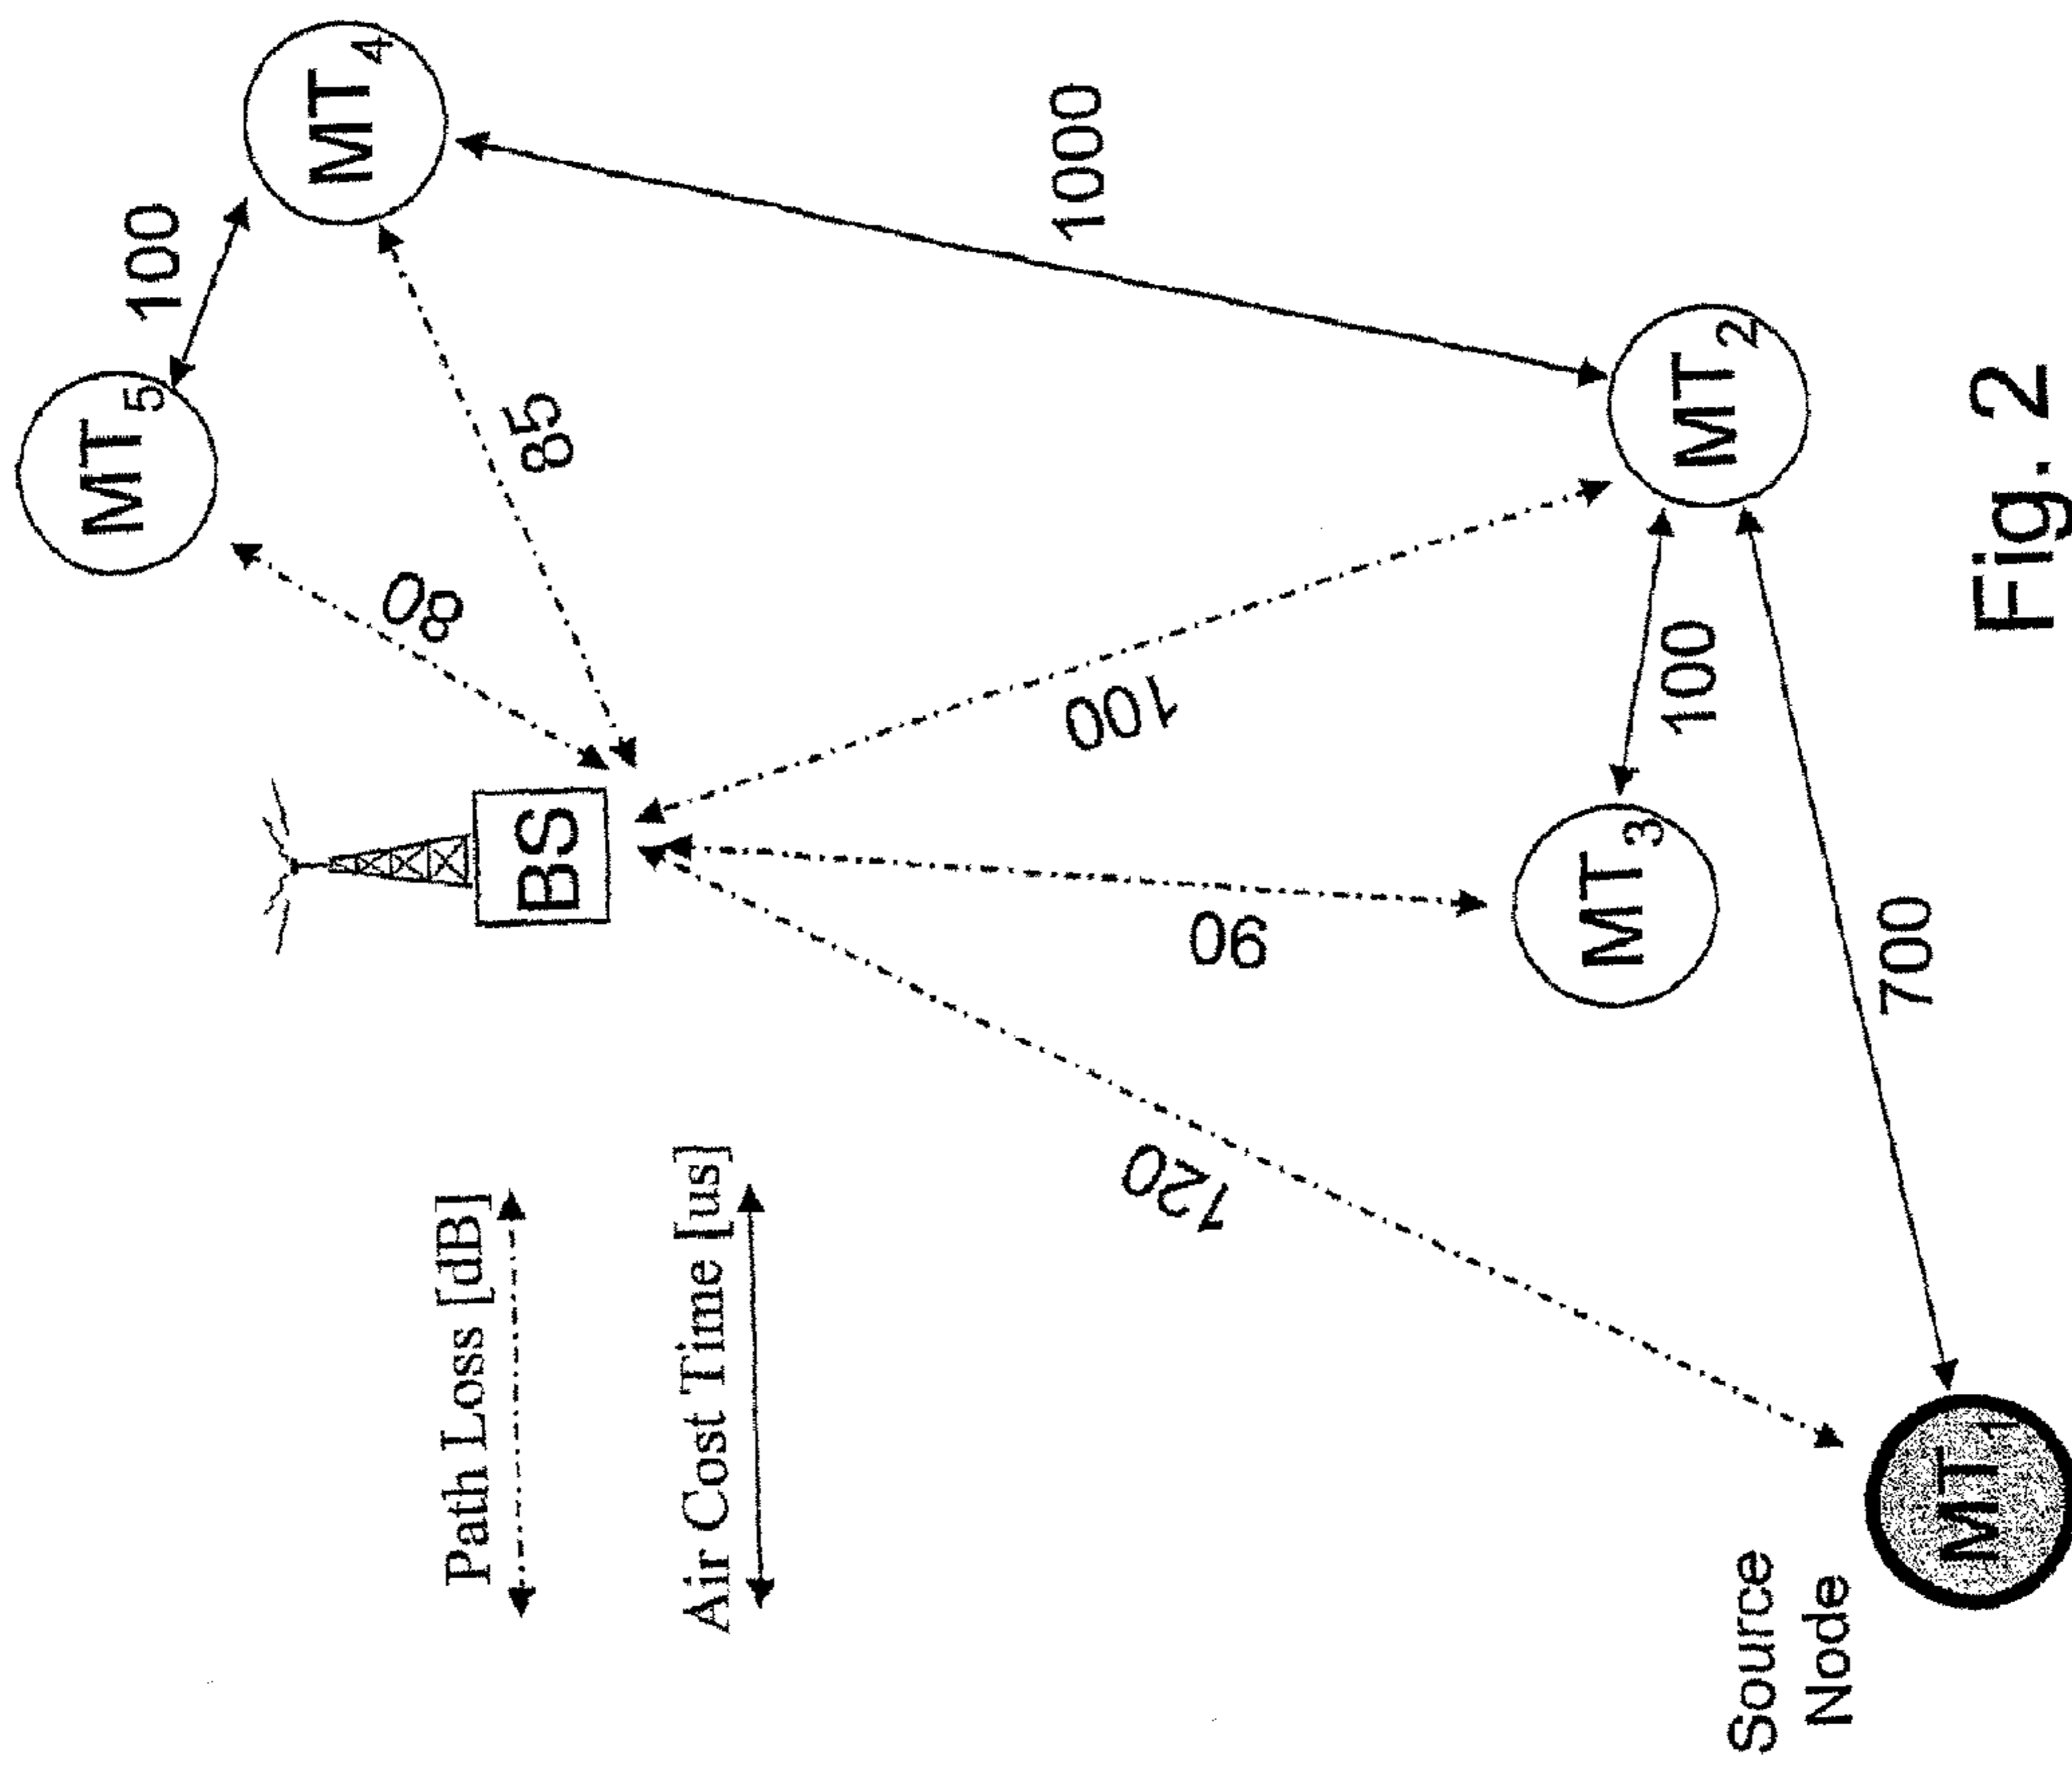 MT5
100
MT4
80
Path Loss [dB]
BS
85
Air Cost Time [us]
1000
100
120
90
MT3
100
MT2
Source
Node
700
MT1
Fig. 2